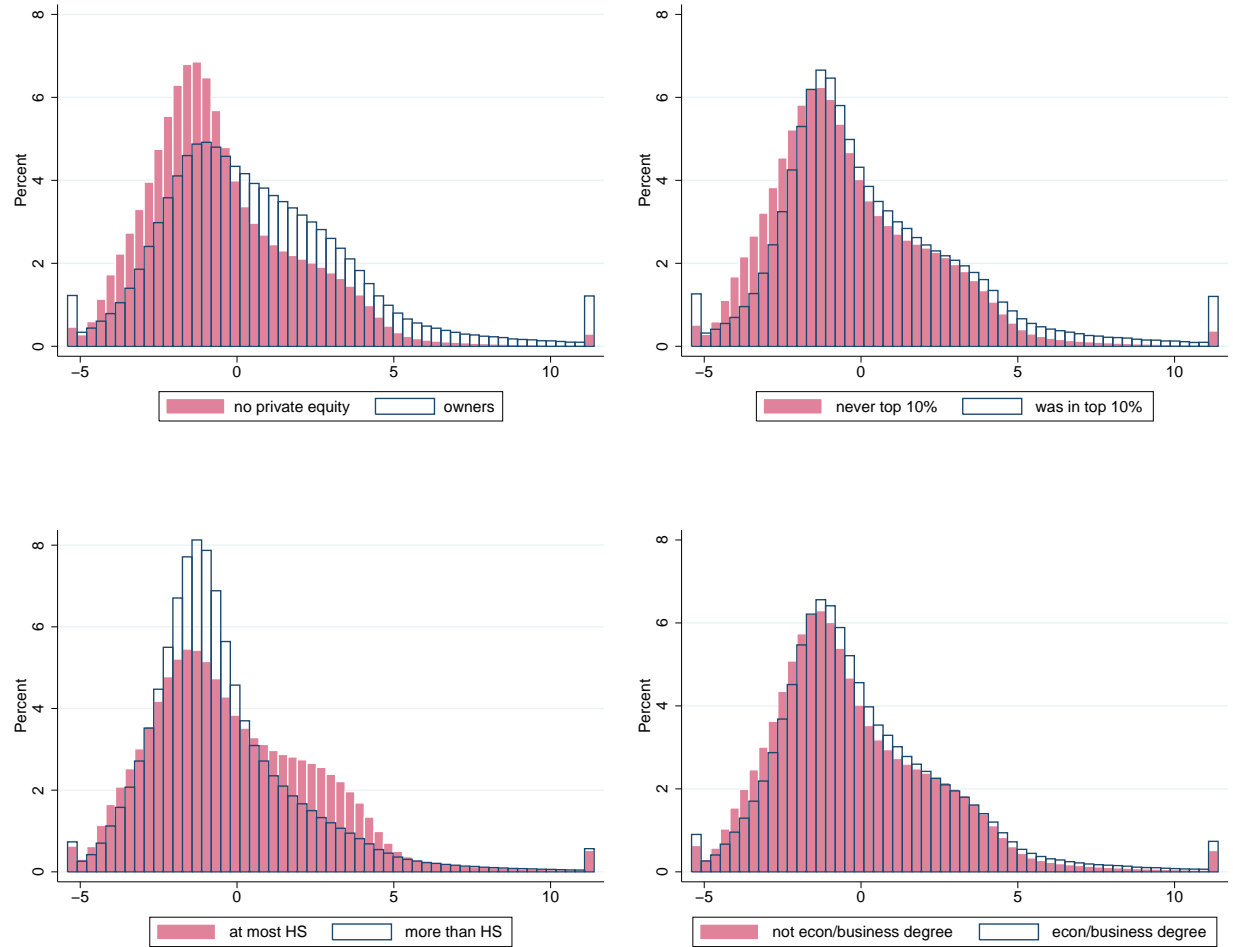 8
6
4
2
0
Percent
−5 0 5 10
no private equity owners
8
6
4
2
0
Percent
−5 0 5 10
never top 10% was in top 10%
8
6
4
2
0
Percent
−5 0 5 10
at most HS more than HS
8
6
4
2
0
Percent
−5 0 5 10
not econ/business degree econ/business degree